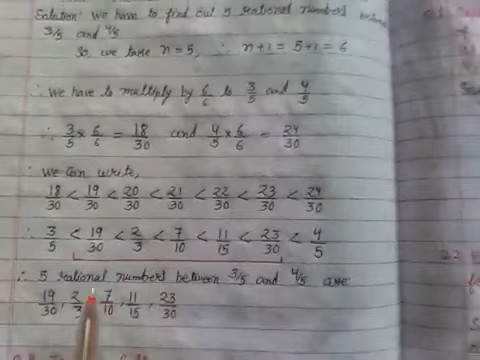 Solution we have to find out 5 rational numbers between
3/5 and 4/5
So, we take n = 5, ∴ n+1 = 5+1 = 6
∴ We have to multiply by 6/6 to 3/5 and 4/5
∴ 3/5 × 6/6 = 18/30 and 4/5 × 6/6 = 24/30
∴ We can write,
18/30 < 19/30 < 20/30 < 21/30 < 22/30 < 23/30 < 24/30
∴ 3/5 < 19/30 < 2/3 < 7/10 < 11/15 < 23/30 < 4/5
∴ 5 rational numbers between 3/5 and 4/5 are
19/30, 2/3, 7/10, 11/15, 23/30